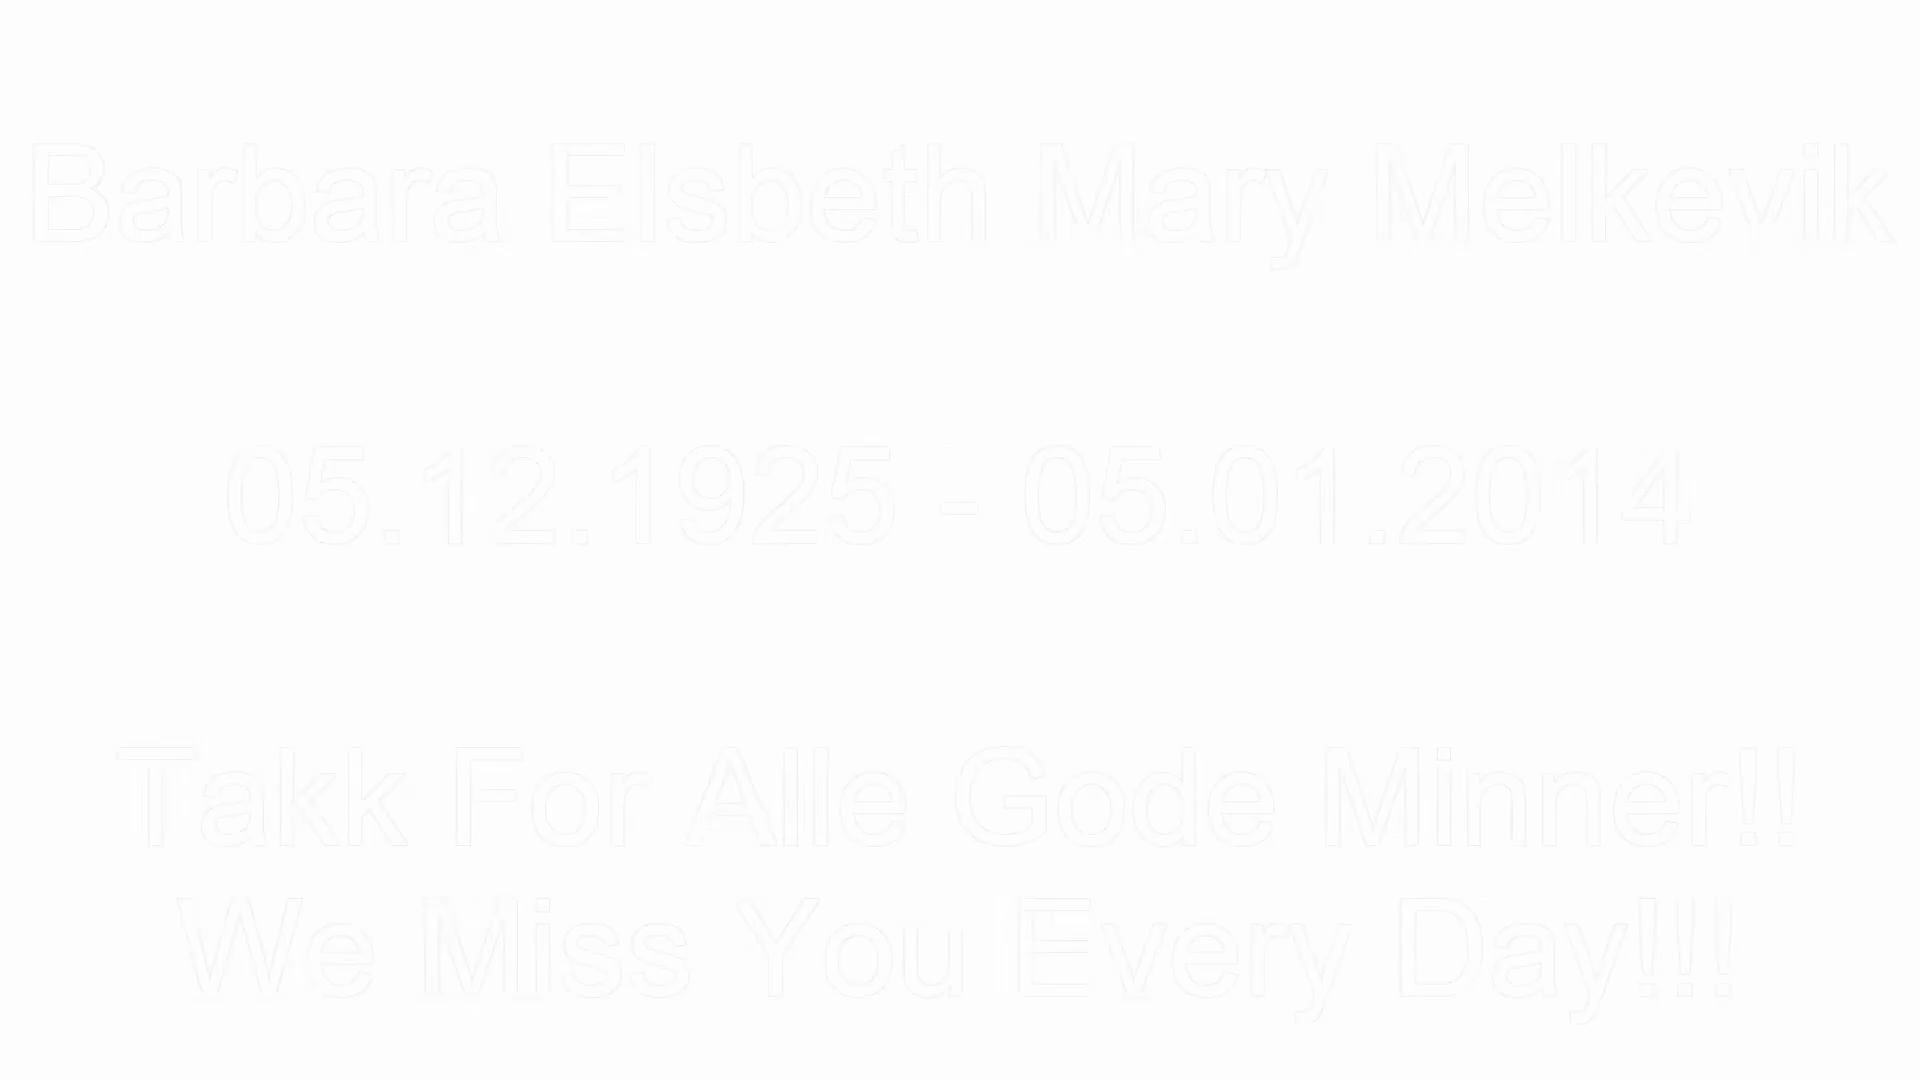 Barbara Elsbeth Mary Melkevik
05.12.1925 - 05.01.2014
Takk For Alle Gode Minner!!
We Miss You Every Day!!!